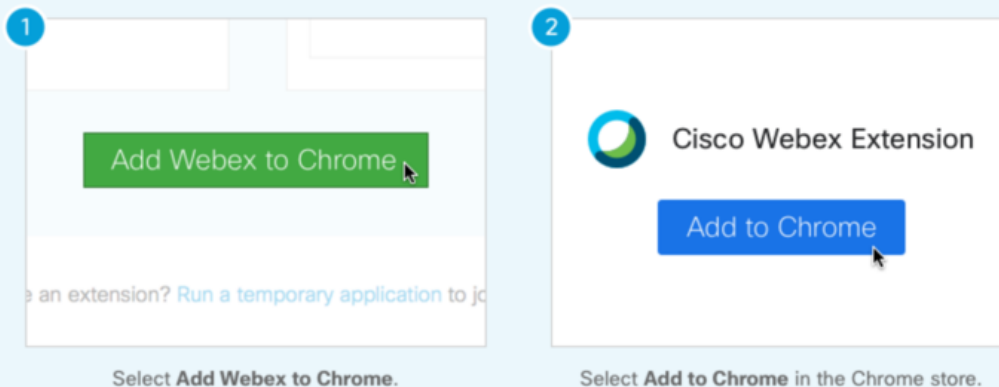 1
Add Webex to Chrome
an extension? Run a temporary application to
Select Add Webex to Chrome.
2
Cisco Webex Extension
Add to Chrome
Select Add to Chrome in the Chrome store.